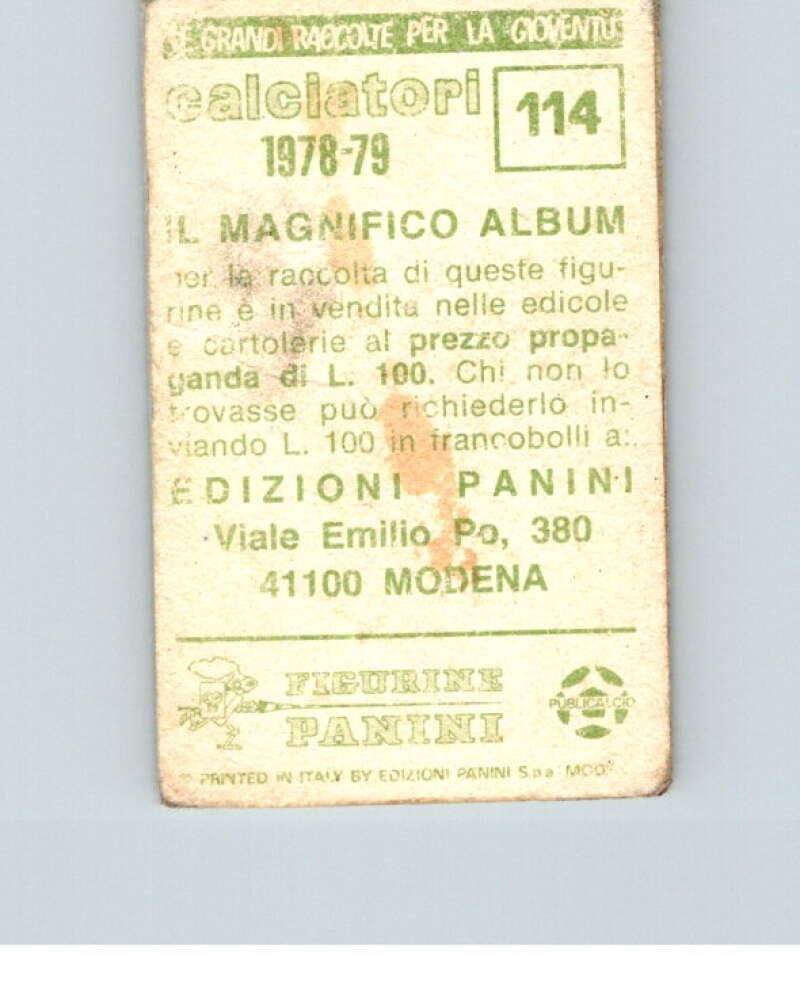 LE GRANDI RACCOLTE PER LA GIOVENTU'
calciatori
1978-79
114
IL MAGNIFICO ALBUM
per la raccolta di queste figu-
rine è in vendita nelle edicole
e cartolerie al prezzo propa-
ganda di L. 100. Chi non lo
trovasse può richiederlo in-
viando L. 100 in francobolli a:
EDIZIONI PANINI
Viale Emilio Po, 380
41100 MODENA
FIGURINE
PANINI
PUBLICALCIO
© PRINTED IN ITALY BY EDIZIONI PANINI S.p.a.